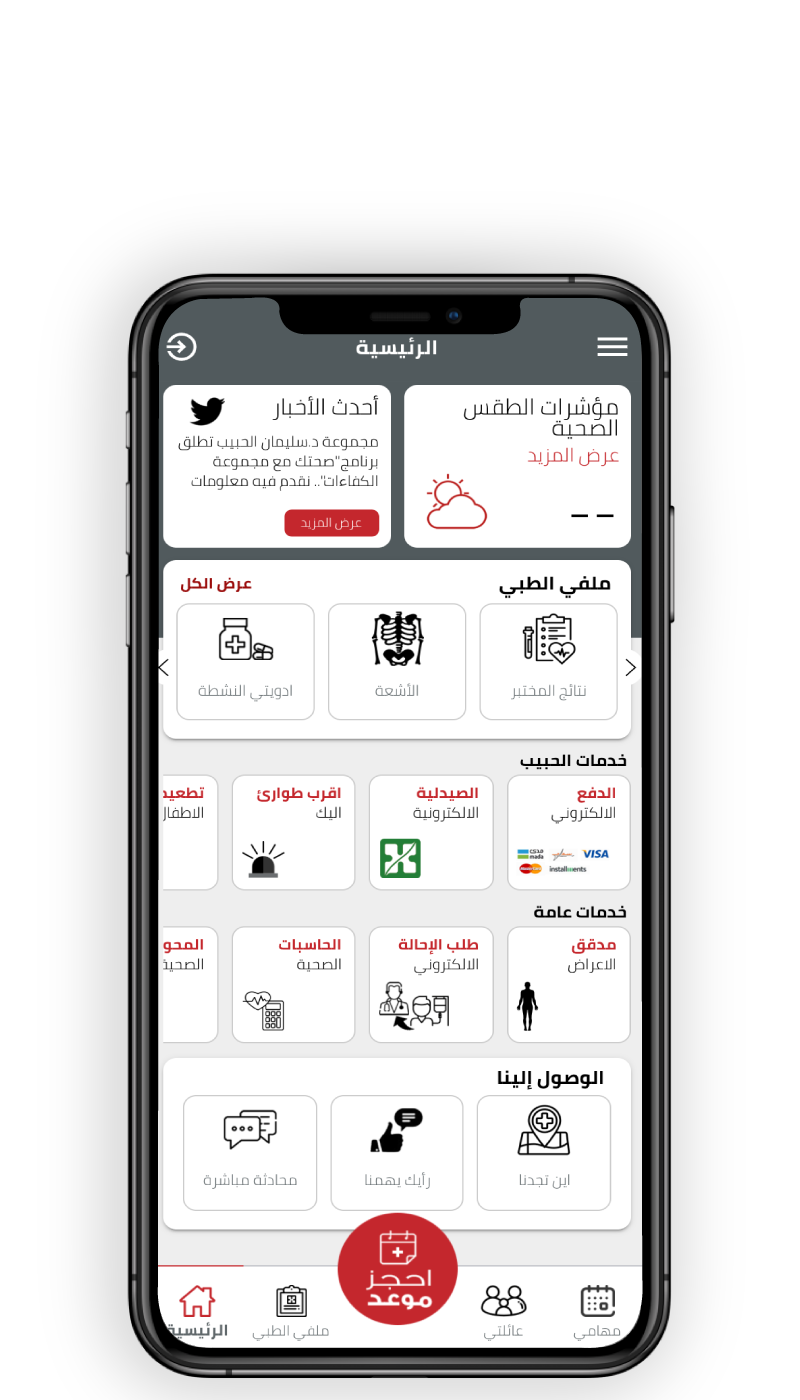 الرئيسية
مؤشرات الطقس
الصحية
عرض المزيد
– –
أحدث الأخبار
مجموعة د.سليمان الحبيب تطلق
برنامج"صحتك مع مجموعة
الكفاءات".. نقدم فيه معلومات
عرض المزيد
ملفي الطبي
عرض الكل
نتائج المختبر
الأشعة
ادويتي النشطة
خدمات الحبيب
الدفع
الالكتروني
مدى
mada
VISA
MasterCard
installments
الصيدلية
الالكترونية
اقرب طوارئ
اليك
تطعيم
الاطفال
خدمات عامة
مدقق
الاعراض
طلب الإحالة
الالكتروني
الحاسبات
الصحية
المحو
الصحية
الوصول إلينا
اين تجدنا
رأيك يهمنا
محادثة مباشرة
مهامي
عائلتي
احجز
موعد
ملفي الطبي
الرئيسية